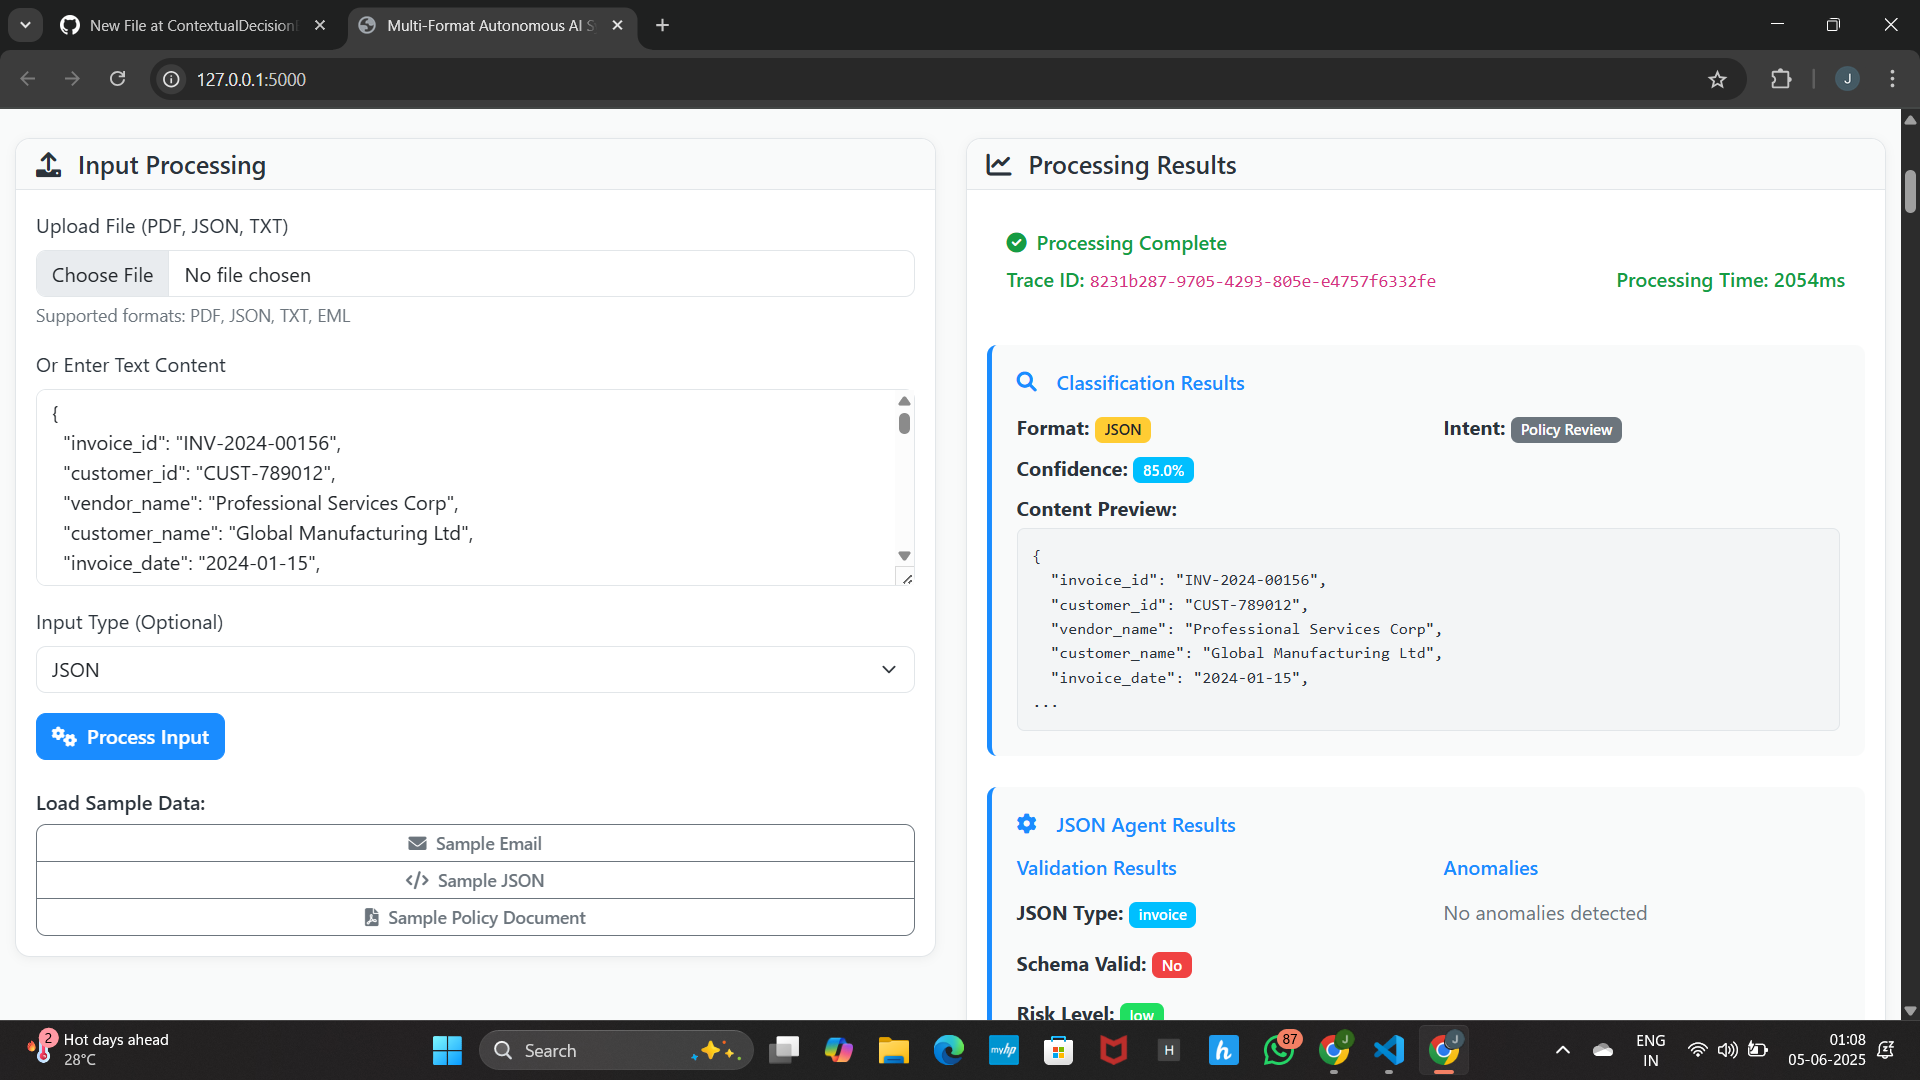 New File at ContextualDecision
Multi-Format Autonomous AI S
127.0.0.1:5000
J
Input Processing
Upload File (PDF, JSON, TXT)
Choose File No file chosen
Supported formats: PDF, JSON, TXT, EML
Or Enter Text Content
{
"invoice_id": "INV-2024-00156",
"customer_id": "CUST-789012",
"vendor_name": "Professional Services Corp",
"customer_name": "Global Manufacturing Ltd",
"invoice_date": "2024-01-15",
Input Type (Optional)
JSON
Process Input
Load Sample Data:
Sample Email
Sample JSON
Sample Policy Document
Processing Results
Processing Complete
Trace ID: 8231b287-9705-4293-805e-e4757f6332fe Processing Time: 2054ms
Classification Results
Format: JSON Intent: Policy Review
Confidence: 85.0%
Content Preview:
{
"invoice_id": "INV-2024-00156",
"customer_id": "CUST-789012",
"vendor_name": "Professional Services Corp",
"customer_name": "Global Manufacturing Ltd",
"invoice_date": "2024-01-15",
...
JSON Agent Results
Validation Results Anomalies
JSON Type: invoice No anomalies detected
Schema Valid: No
Risk Level: low
2
Hot days ahead
28°C
Search
myhp
H
h
87
J
J
ENG
IN
01:08
05-06-2025